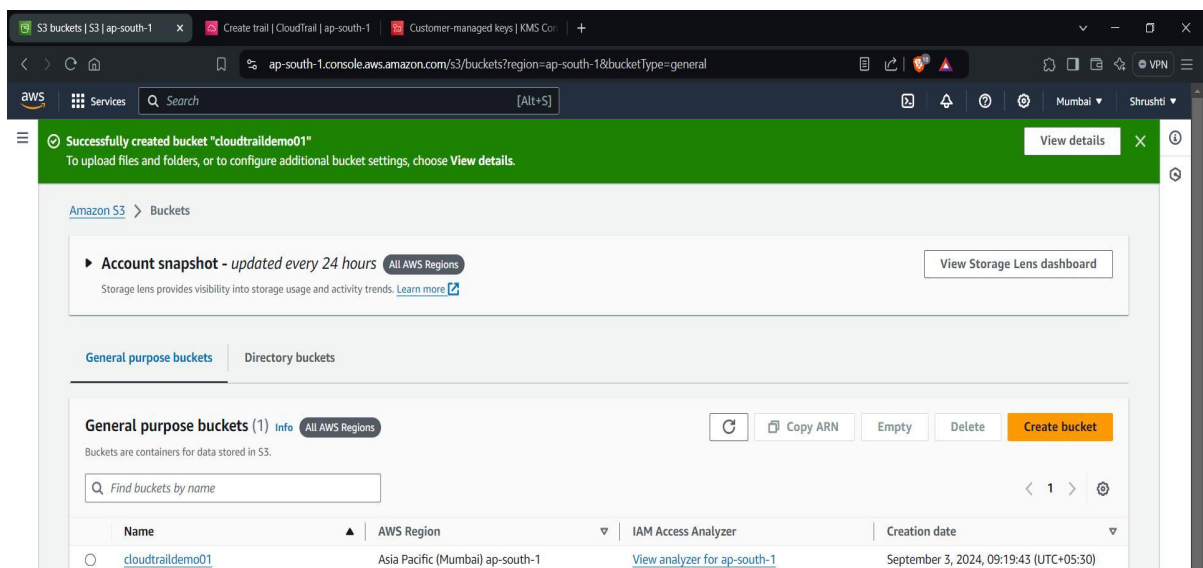 S3 buckets | S3 | ap-south-1
Create trail | CloudTrail | ap-south-1
Customer-managed keys | KMS Con
ap-south-1.console.aws.amazon.com/s3/buckets?region=ap-south-1&bucketType=general
VPN
aws
Services
Search
[Alt+S]
Mumbai ▼
Shrushti ▼
Successfully created bucket "cloudtraildemo01"
To upload files and folders, or to configure additional bucket settings, choose View details.
View details
Amazon S3 > Buckets
Account snapshot - updated every 24 hours All AWS Regions
Storage lens provides visibility into storage usage and activity trends. Learn more
View Storage Lens dashboard
General purpose buckets
Directory buckets
General purpose buckets (1) Info All AWS Regions
Buckets are containers for data stored in S3.
Copy ARN
Empty
Delete
Create bucket
Find buckets by name
1
Name
AWS Region
IAM Access Analyzer
Creation date
cloudtraildemo01
Asia Pacific (Mumbai) ap-south-1
View analyzer for ap-south-1
September 3, 2024, 09:19:43 (UTC+05:30)